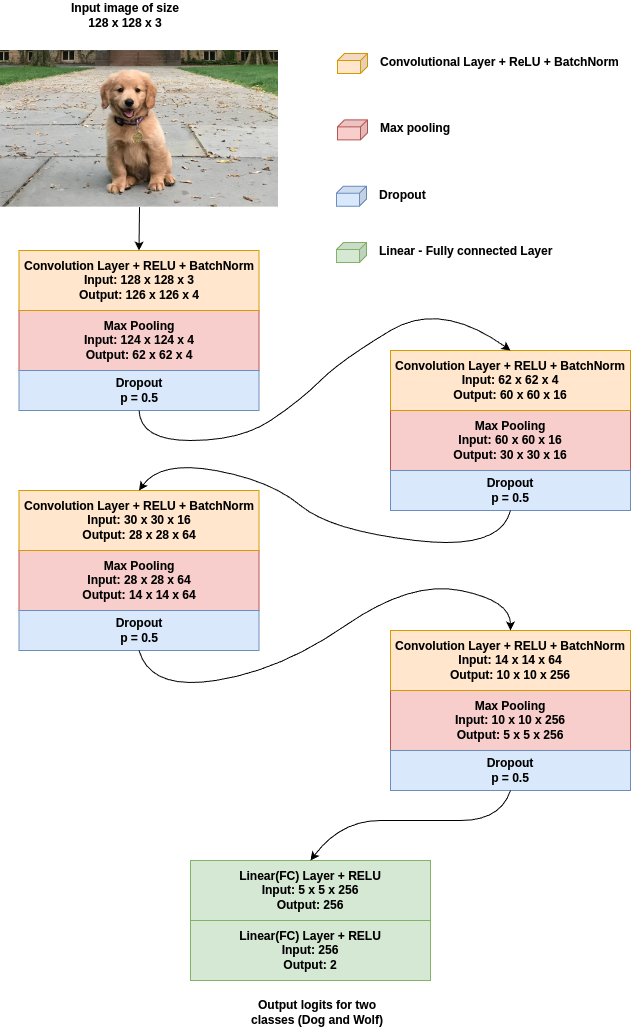 Input image of size
128 x 128 x 3
Convolutional Layer + ReLU + BatchNorm
Max pooling
Dropout
Linear - Fully connected Layer
Convolution Layer + RELU + BatchNorm
Input: 128 x 128 x 3
Output: 126 x 126 x 4
Max Pooling
Input: 124 x 124 x 4
Output: 62 x 62 x 4
Dropout
p = 0.5
Convolution Layer + RELU + BatchNorm
Input: 62 x 62 x 4
Output: 60 x 60 x 16
Max Pooling
Input: 60 x 60 x 16
Output: 30 x 30 x 16
Dropout
p = 0.5
Convolution Layer + RELU + BatchNorm
Input: 30 x 30 x 16
Output: 28 x 28 x 64
Max Pooling
Input: 28 x 28 x 64
Output: 14 x 14 x 64
Dropout
p = 0.5
Convolution Layer + RELU + BatchNorm
Input: 14 x 14 x 64
Output: 10 x 10 x 256
Max Pooling
Input: 10 x 10 x 256
Output: 5 x 5 x 256
Dropout
p = 0.5
Linear(FC) Layer + RELU
Input: 5 x 5 x 256
Output: 256
Linear(FC) Layer + RELU
Input: 256
Output: 2
Output logits for two
classes (Dog and Wolf)